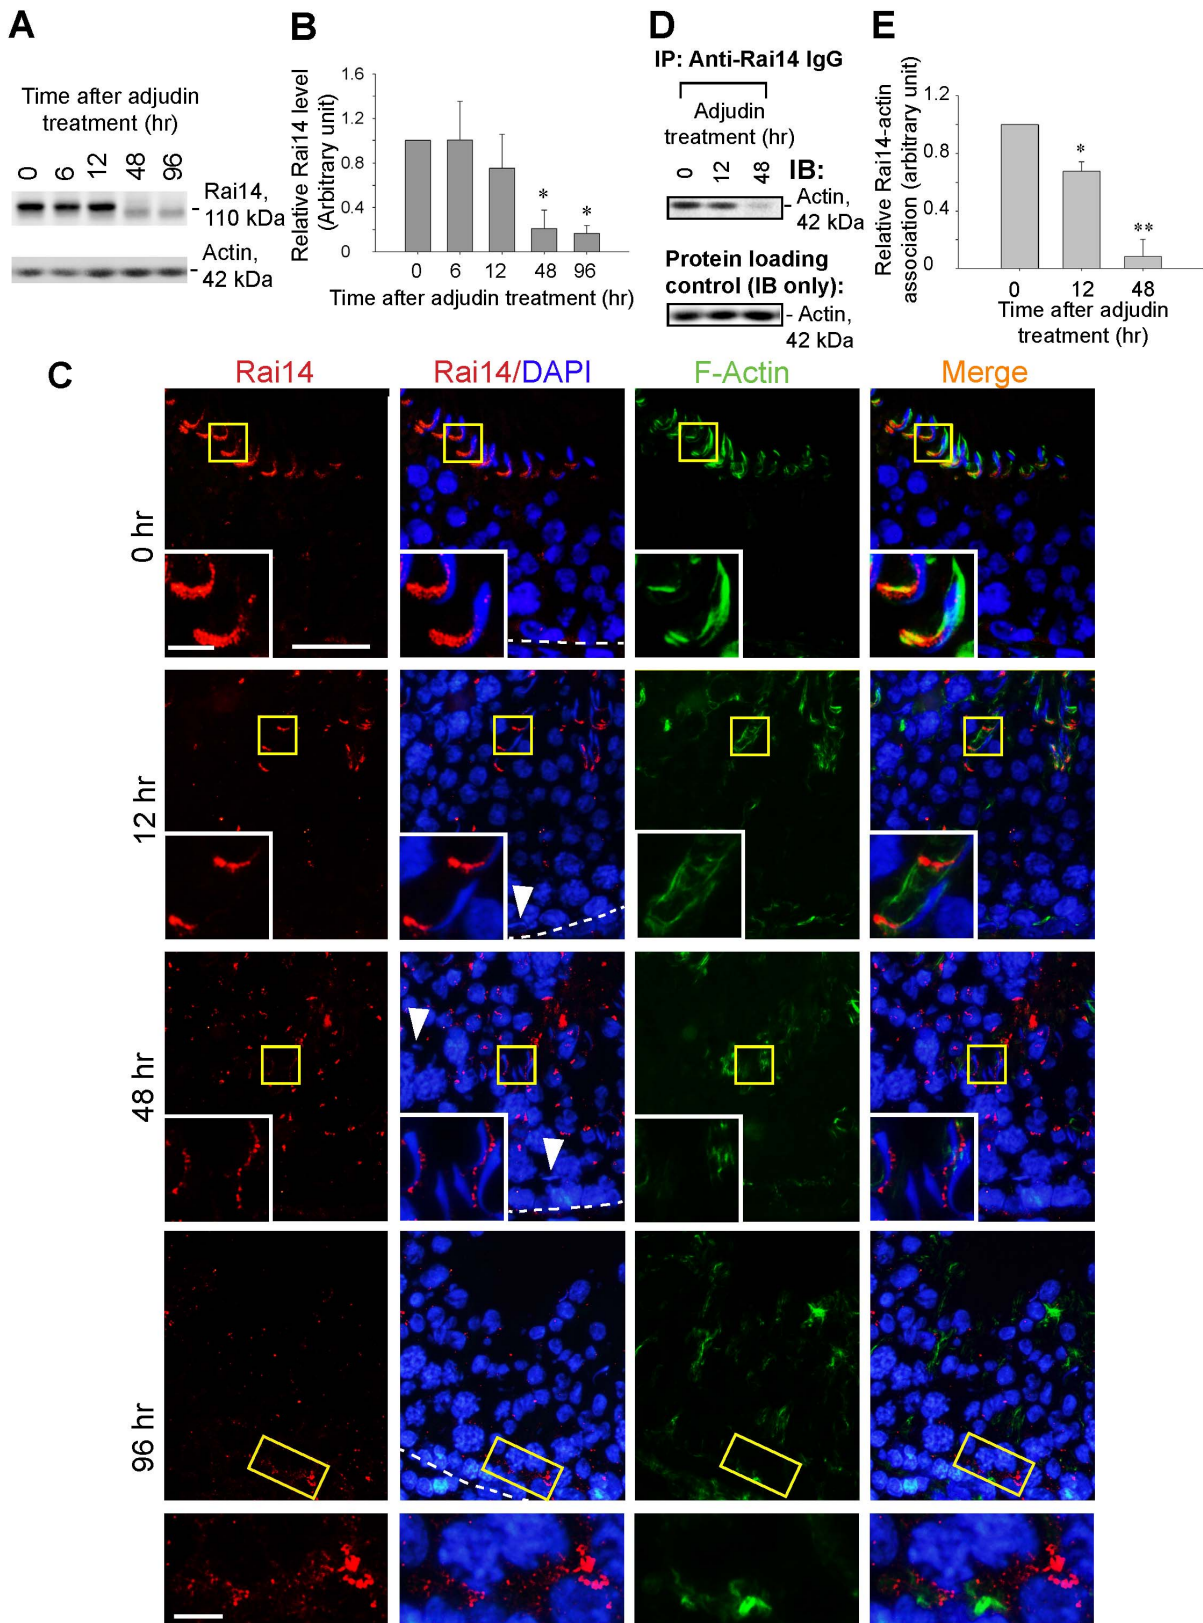 A
Time after adjudin
treatment (hr)
0 6 12 48 96
Rai14,
110 kDa
Actin,
42 kDa
B
Relative Rai14 level
(Arbitrary unit)
1.6
1.2
0.8
0.4
0
* *
0 6 12 48 96
Time after adjudin treatment (hr)
D
IP: Anti-Rai14 IgG
Adjudin
treatment (hr)
0 12 48 IB:
Actin,
42 kDa
Protein loading
control (IB only):
- Actin,
42 kDa
E
Relative Rai14-actin
association (arbitrary unit)
1.2
0.8
0.4
0
*
**
0 12 48
Time after adjudin
treatment (hr)
C
Rai14 Rai14/DAPI F-Actin Merge
0 hr
12 hr
48 hr
96 hr